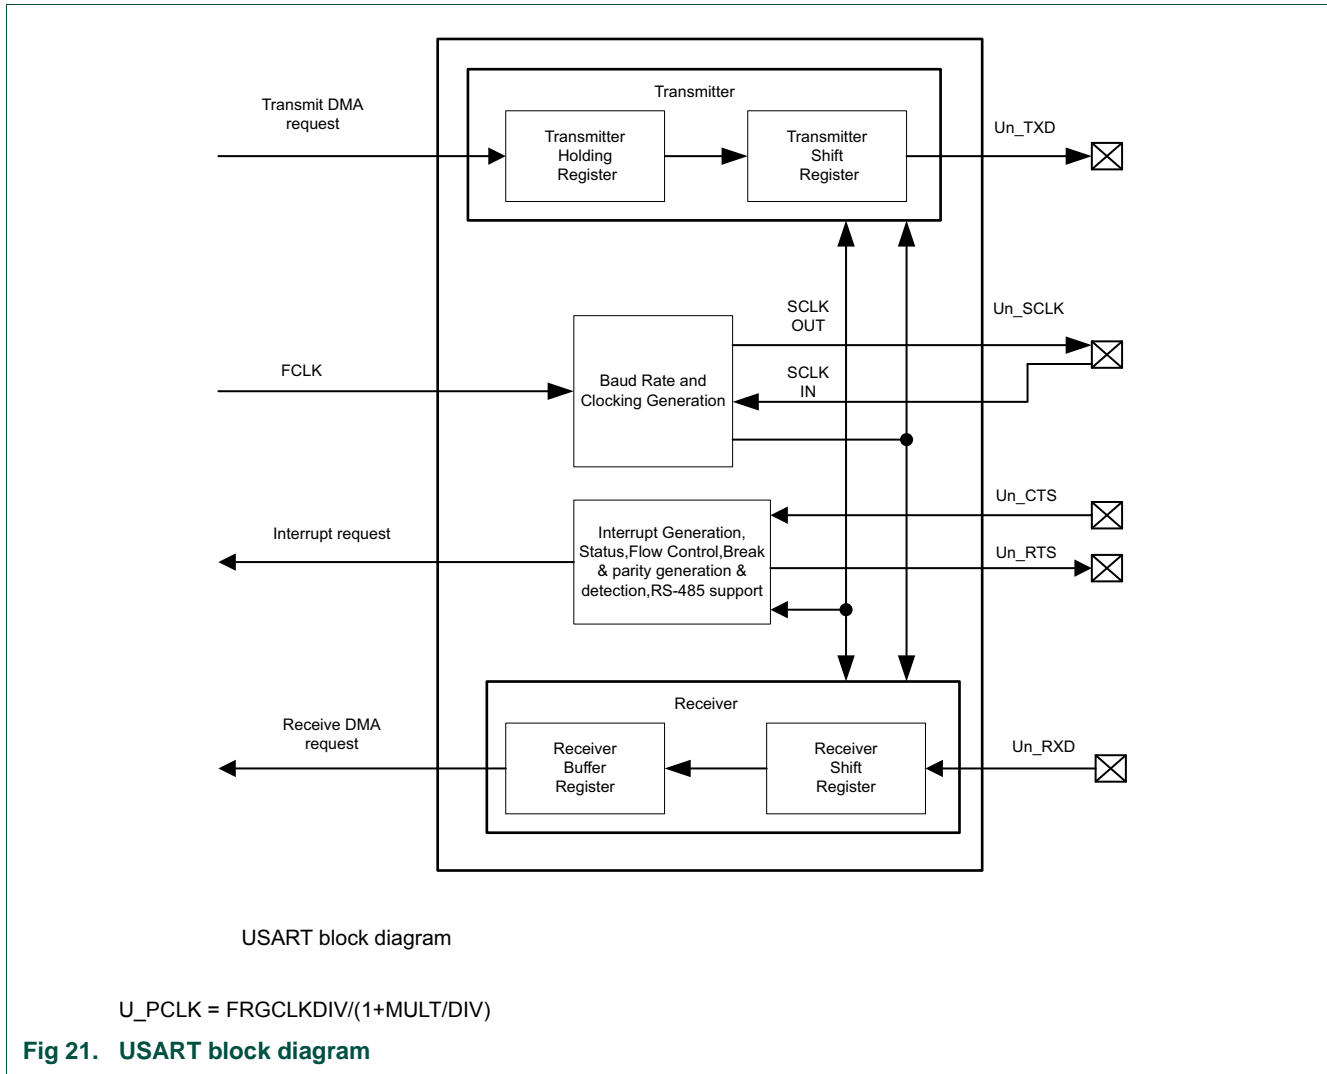 Transmitter
Transmit DMA
request
Transmitter
Holding
Register
Transmitter
Shift
Register
Un_TXD
SCLK
OUT
Un_SCLK
FCLK
Baud Rate and
Clocking Generation
SCLK
IN
Un_CTS
Interrupt request
Interrupt Generation,
Status,Flow Control,Break
& parity generation &
detection,RS-485 support
Un_RTS
Receiver
Receive DMA
request
Receiver
Buffer
Register
Receiver
Shift
Register
Un_RXD
USART block diagram
U_PCLK = FRGCLKDIV/(1+MULT/DIV)
Fig 21. USART block diagram